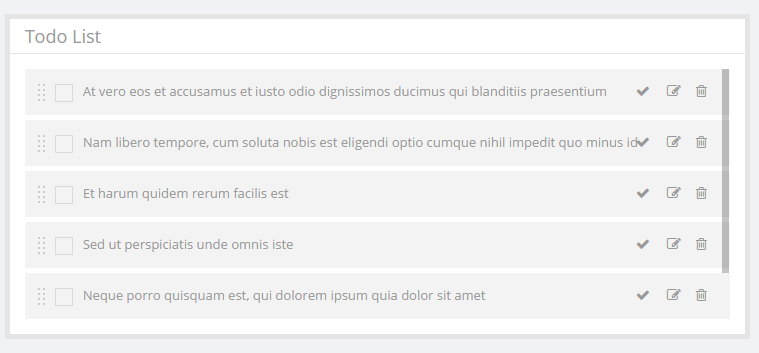 Todo List
At vero eos et accusamus et iusto odio dignissimos ducimus qui blanditiis praesentium
Nam libero tempore, cum soluta nobis est eligendi optio cumque nihil impedit quo minus id
Et harum quidem rerum facilis est
Sed ut perspiciatis unde omnis iste
Neque porro quisquam est, qui dolorem ipsum quia dolor sit amet